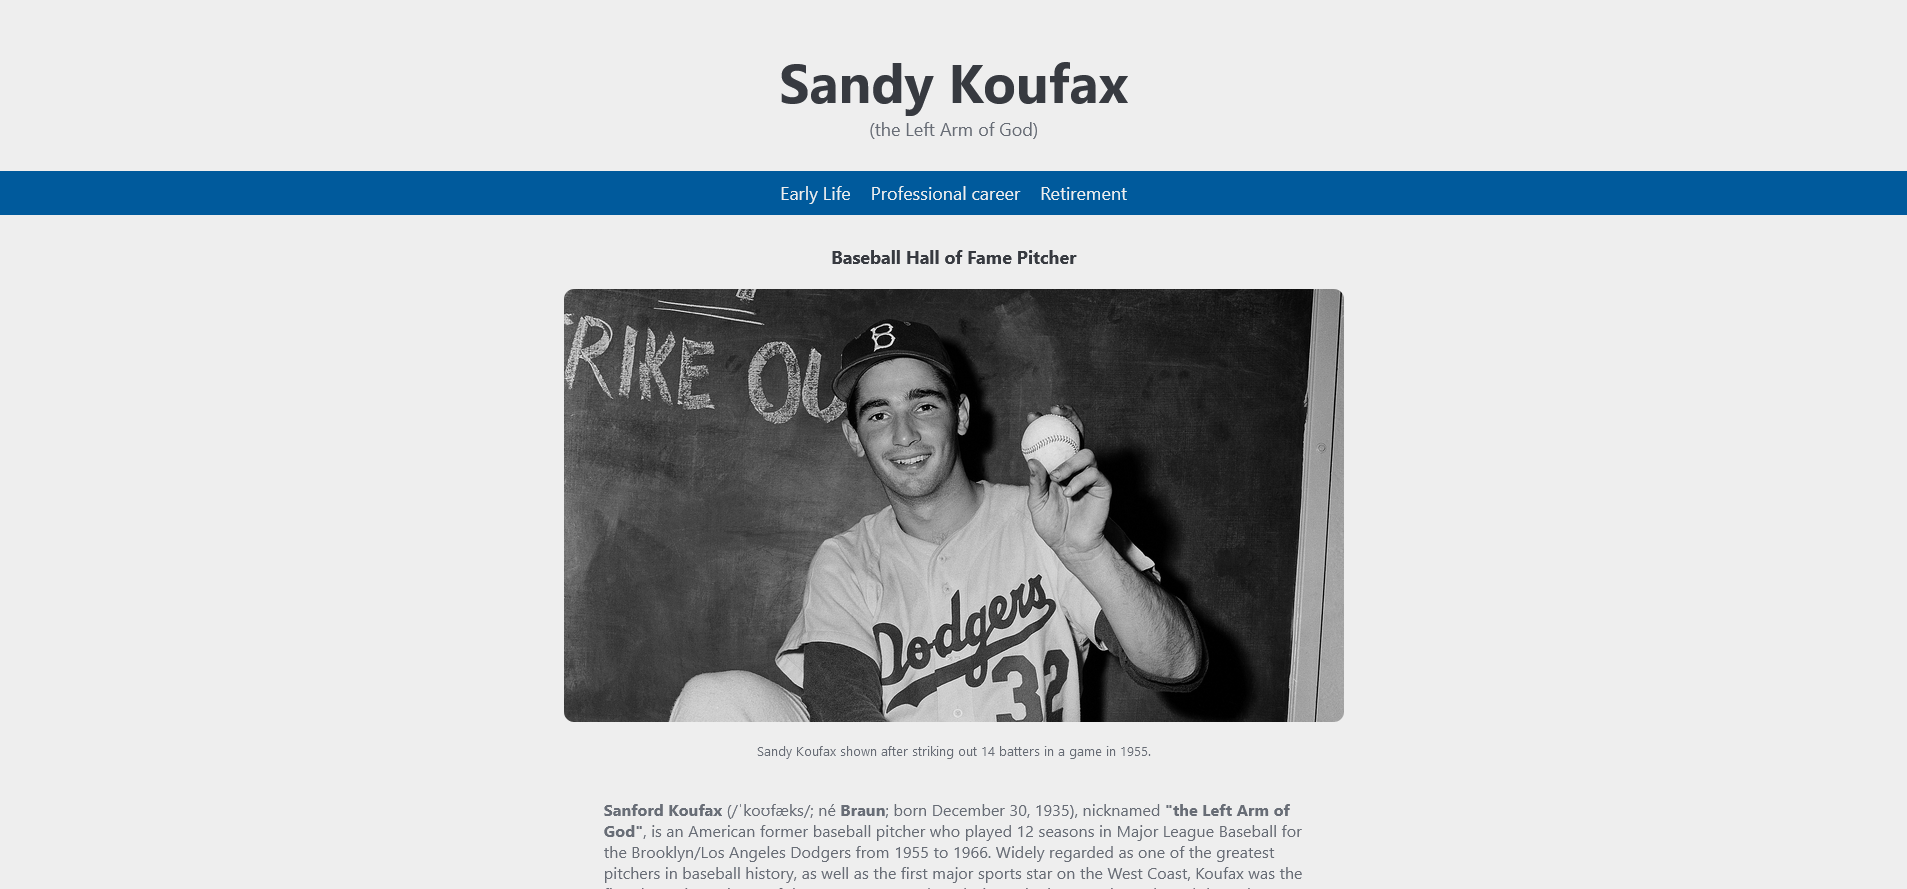 Sandy Koufax
(the Left Arm of God)
Early Life Professional career Retirement
Baseball Hall of Fame Pitcher
RIKE OU
B
Dodgers
32
Sandy Koufax shown after striking out 14 batters in a game in 1955.
Sanford Koufax (/ˈkoʊfæks/; né Braun; born December 30, 1935), nicknamed "the Left Arm of
God", is an American former baseball pitcher who played 12 seasons in Major League Baseball for
the Brooklyn/Los Angeles Dodgers from 1955 to 1966. Widely regarded as one of the greatest
pitchers in baseball history, as well as the first major sports star on the West Coast, Koufax was the